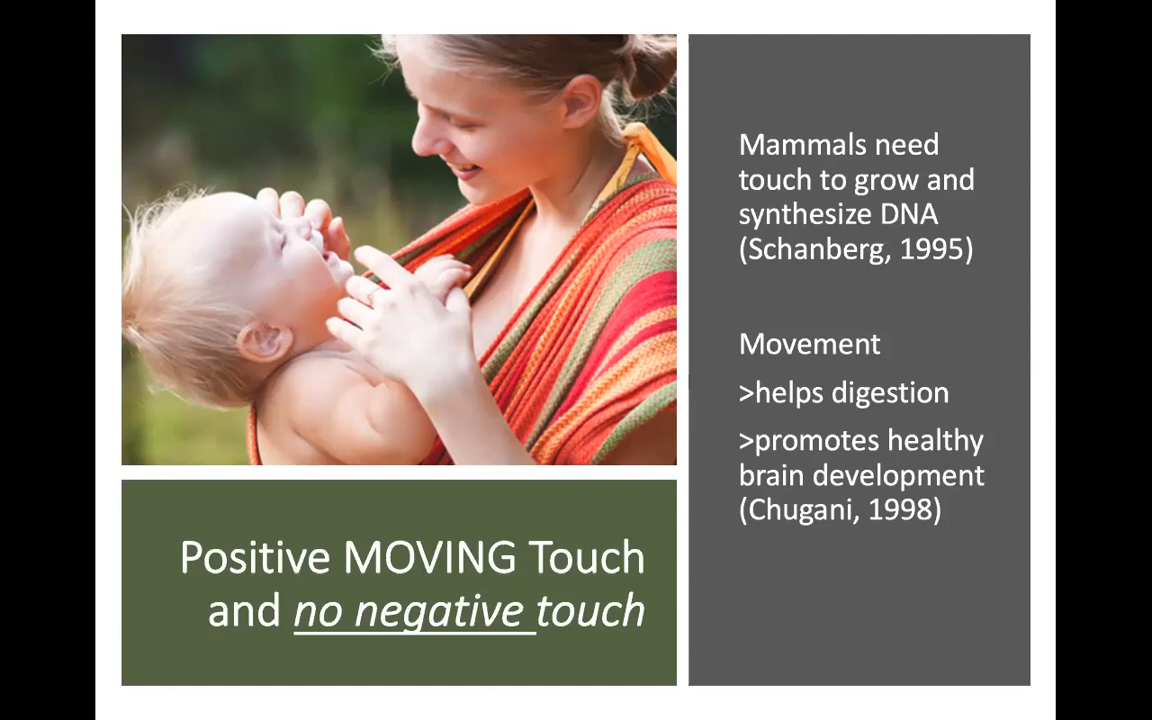 Mammals need
touch to grow and
synthesize DNA
(Schanberg, 1995)
Movement
>helps digestion
>promotes healthy
brain development
(Chugani, 1998)
Positive MOVING Touch
and no negative touch